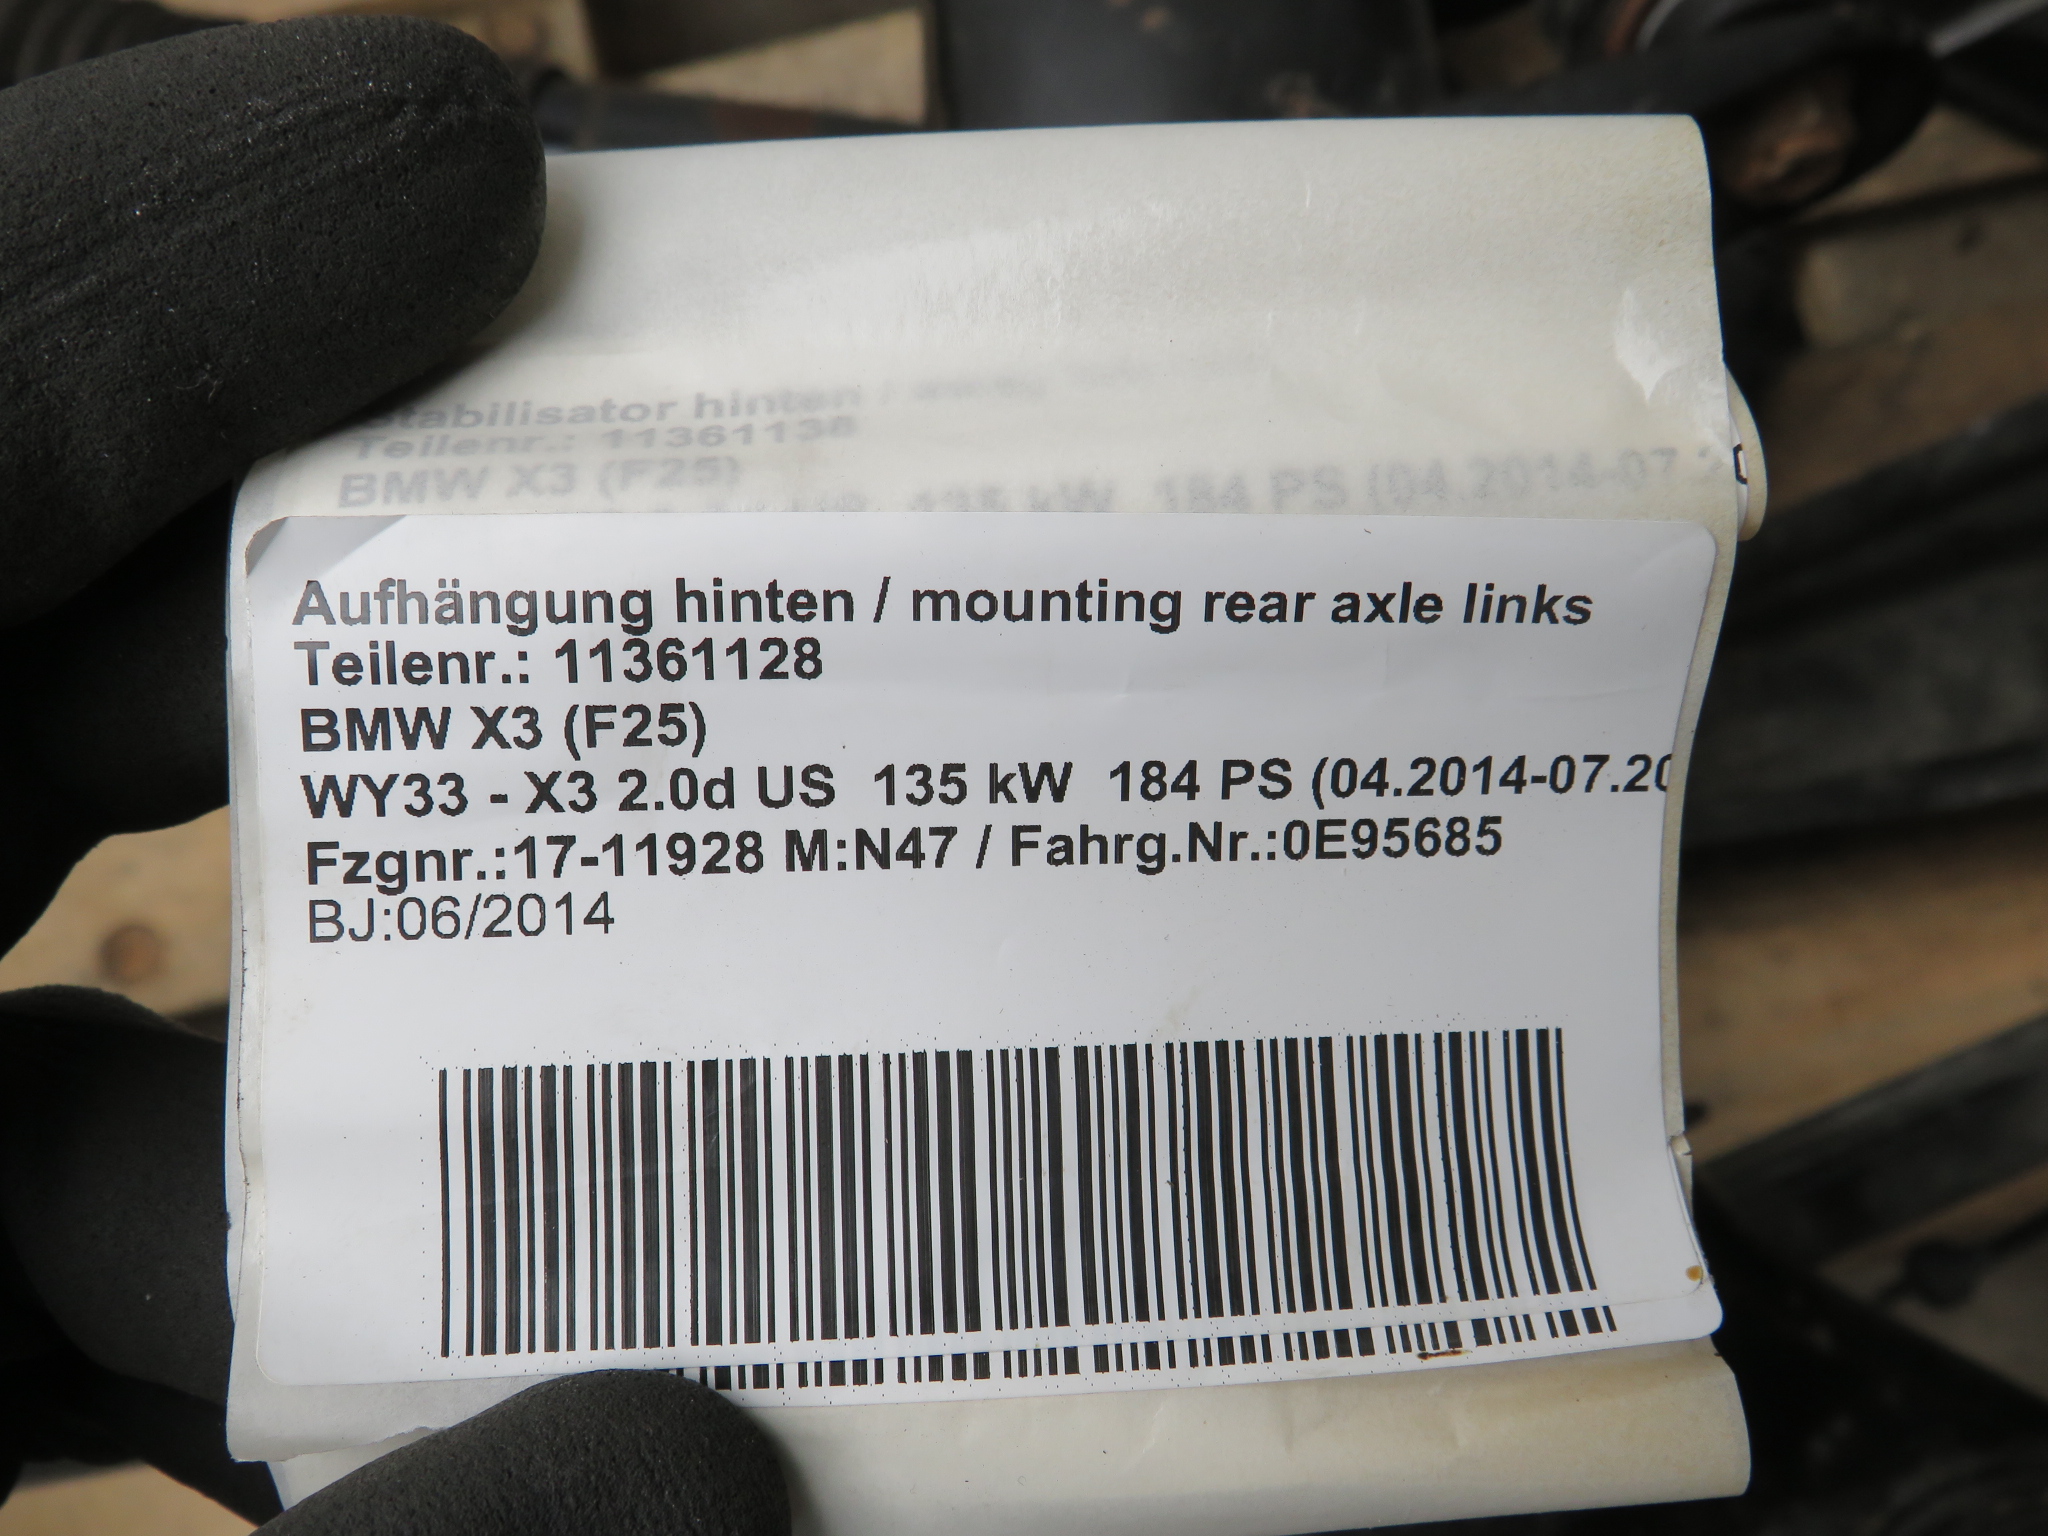 Stabilisator hinten /
Teilenr.: 11361138
BMW X3 (F25)
135 kW 184 PS (04.2014-07.2
Aufhängung hinten / mounting rear axle links
Teilenr.: 11361128
BMW X3 (F25)
WY33 - X3 2.0d US 135 kW 184 PS (04.2014-07.20
Fzgnr.:17-11928 M:N47 / Fahrg.Nr.:0E95685
BJ:06/2014